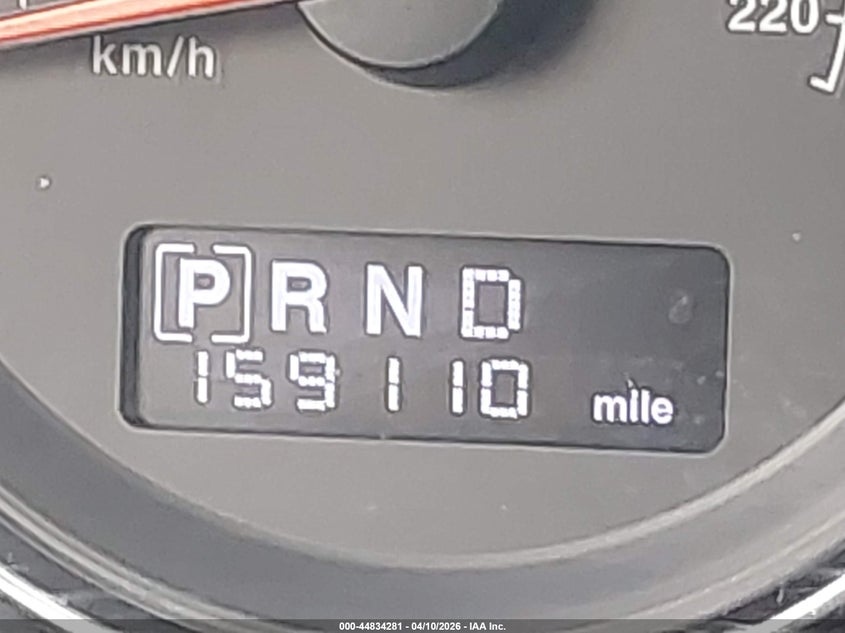 220
km/h
[P] R N D
159110 mile
000-44834281 - 04/10/2026 - IAA Inc.